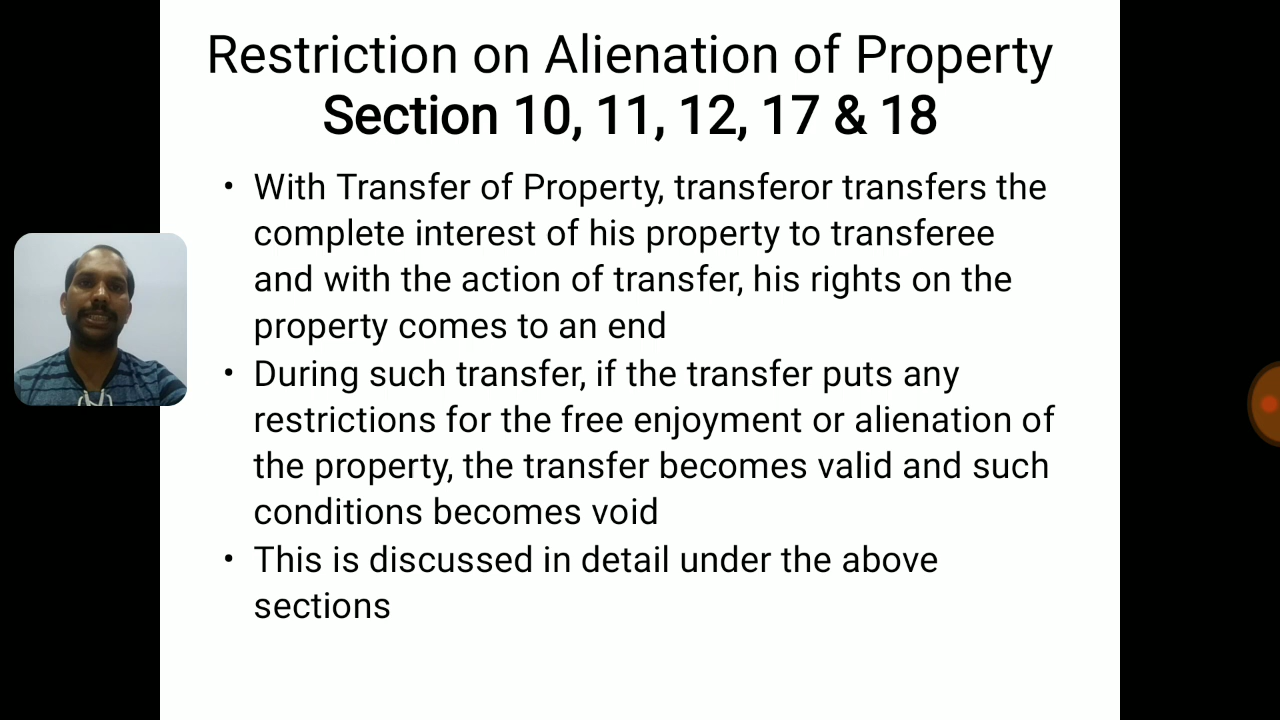 Restriction on Alienation of Property
Section 10, 11, 12, 17 & 18
• With Transfer of Property, transferor transfers the
complete interest of his property to transferee
and with the action of transfer, his rights on the
property comes to an end
• During such transfer, if the transfer puts any
restrictions for the free enjoyment or alienation of
the property, the transfer becomes valid and such
conditions becomes void
• This is discussed in detail under the above
sections